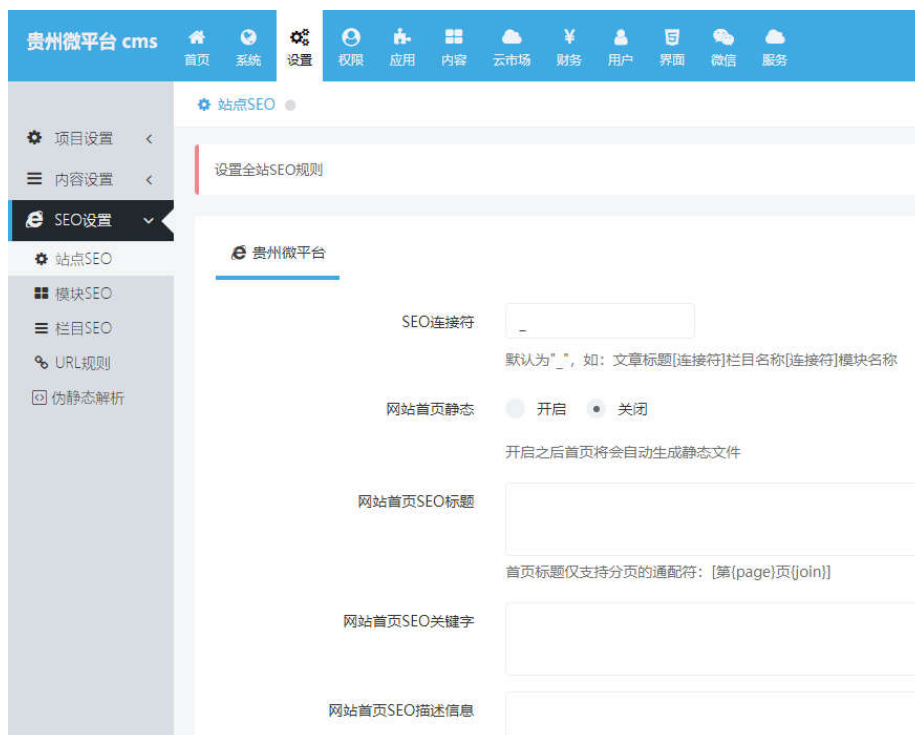 贵州微平台 cms
首页 系统 设置 权限 应用 内容 云市场 财务 用户 界面 微信 服务
站点SEO
项目设置
内容设置
SEO设置
站点SEO
模块SEO
栏目SEO
URL规则
伪静态解析
设置全站SEO规则
贵州微平台
SEO连接符 _
默认为"_"，如：文章标题[连接符]栏目名称[连接符]模块名称
网站首页静态 开启 关闭
开启之后首页将会自动生成静态文件
网站首页SEO标题
首页标题仅支持分页的通配符：[第{page}页{join}]
网站首页SEO关键字
网站首页SEO描述信息